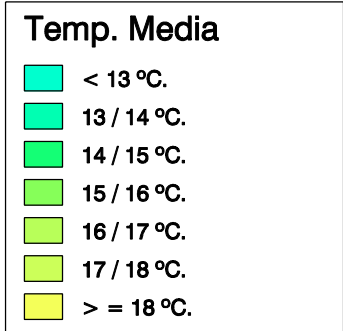 Temp. Media
< 13 ºC.
13 / 14 ºC.
14 / 15 ºC.
15 / 16 ºC.
16 / 17 ºC.
17 / 18 ºC.
> = 18 ºC.